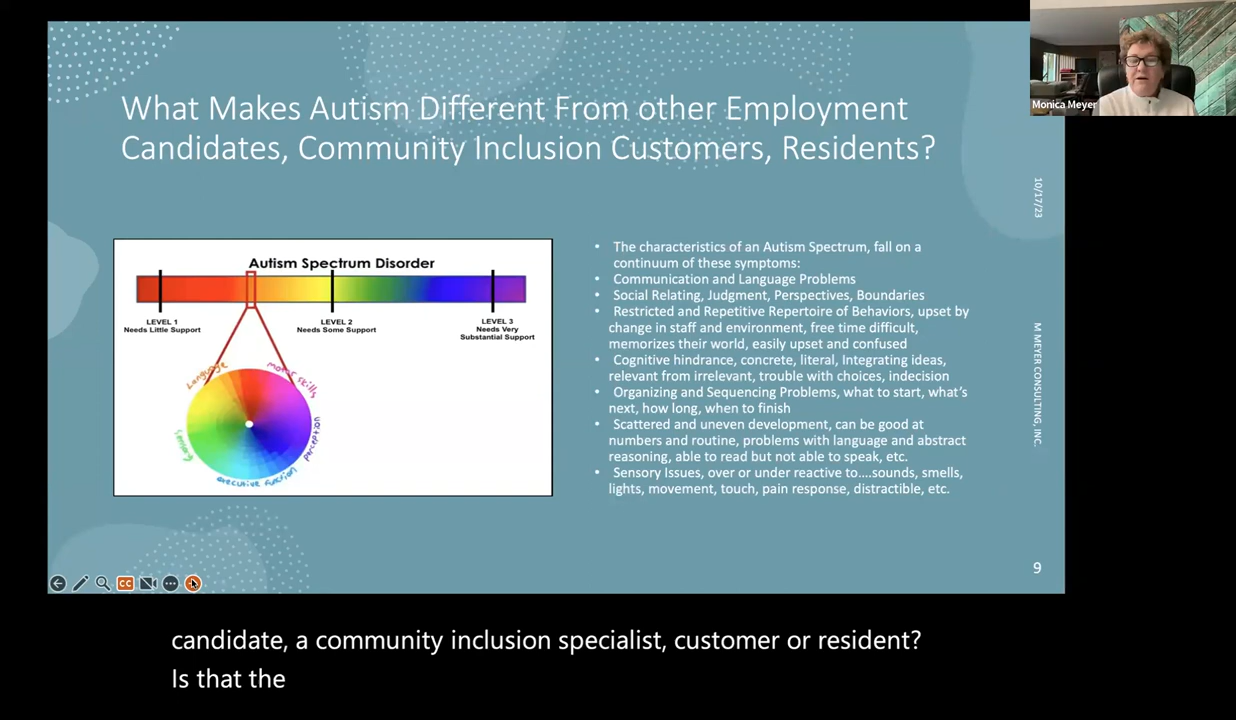 What Makes Autism Different From other Employment
Candidates, Community Inclusion Customers, Residents?
Monica Meyer
10/17/23
M MEYER CONSULTING, INC.
Autism Spectrum Disorder
LEVEL 1
Needs Little Support
LEVEL 2
Needs Some Support
LEVEL 3
Needs Very
Substantial Support
Language
motor skills
perception
executive function
sensory
• The characteristics of an Autism Spectrum, fall on a
continuum of these symptoms:
• Communication and Language Problems
• Social Relating, Judgment, Perspectives, Boundaries
• Restricted and Repetitive Repertoire of Behaviors, upset by
change in staff and environment, free time difficult,
memorizes their world, easily upset and confused
• Cognitive hindrance, concrete, literal, Integrating ideas,
relevant from irrelevant, trouble with choices, indecision
• Organizing and Sequencing Problems, what to start, what's
next, how long, when to finish
• Scattered and uneven development, can be good at
numbers and routine, problems with language and abstract
reasoning, able to read but not able to speak, etc.
• Sensory Issues, over or under reactive to....sounds, smells,
lights, movement, touch, pain response, distractible, etc.
9
CC
candidate, a community inclusion specialist, customer or resident?
Is that the